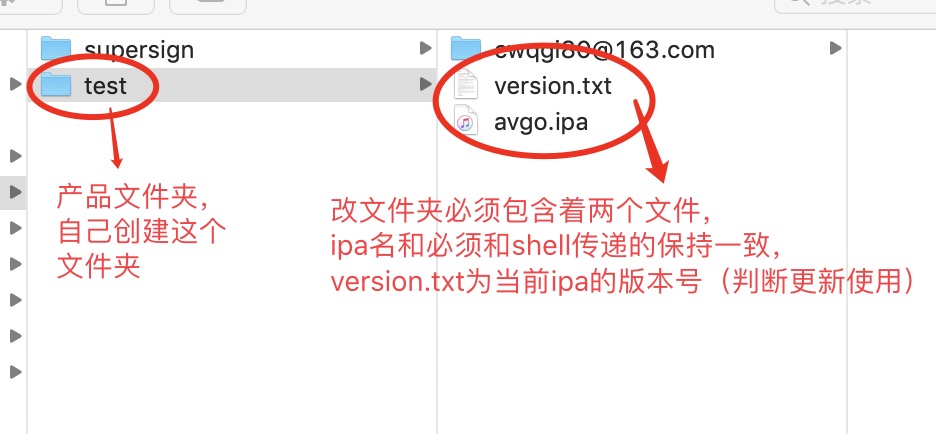 搜索
supersign
test
cwqgj80@163.com
version.txt
avgo.ipa
产品文件夹,
自己创建这个
文件夹
改文件夹必须包含着两个文件,
ipa名和必须和shell传递的保持一致,
version.txt为当前ipa的版本号（判断更新使用）